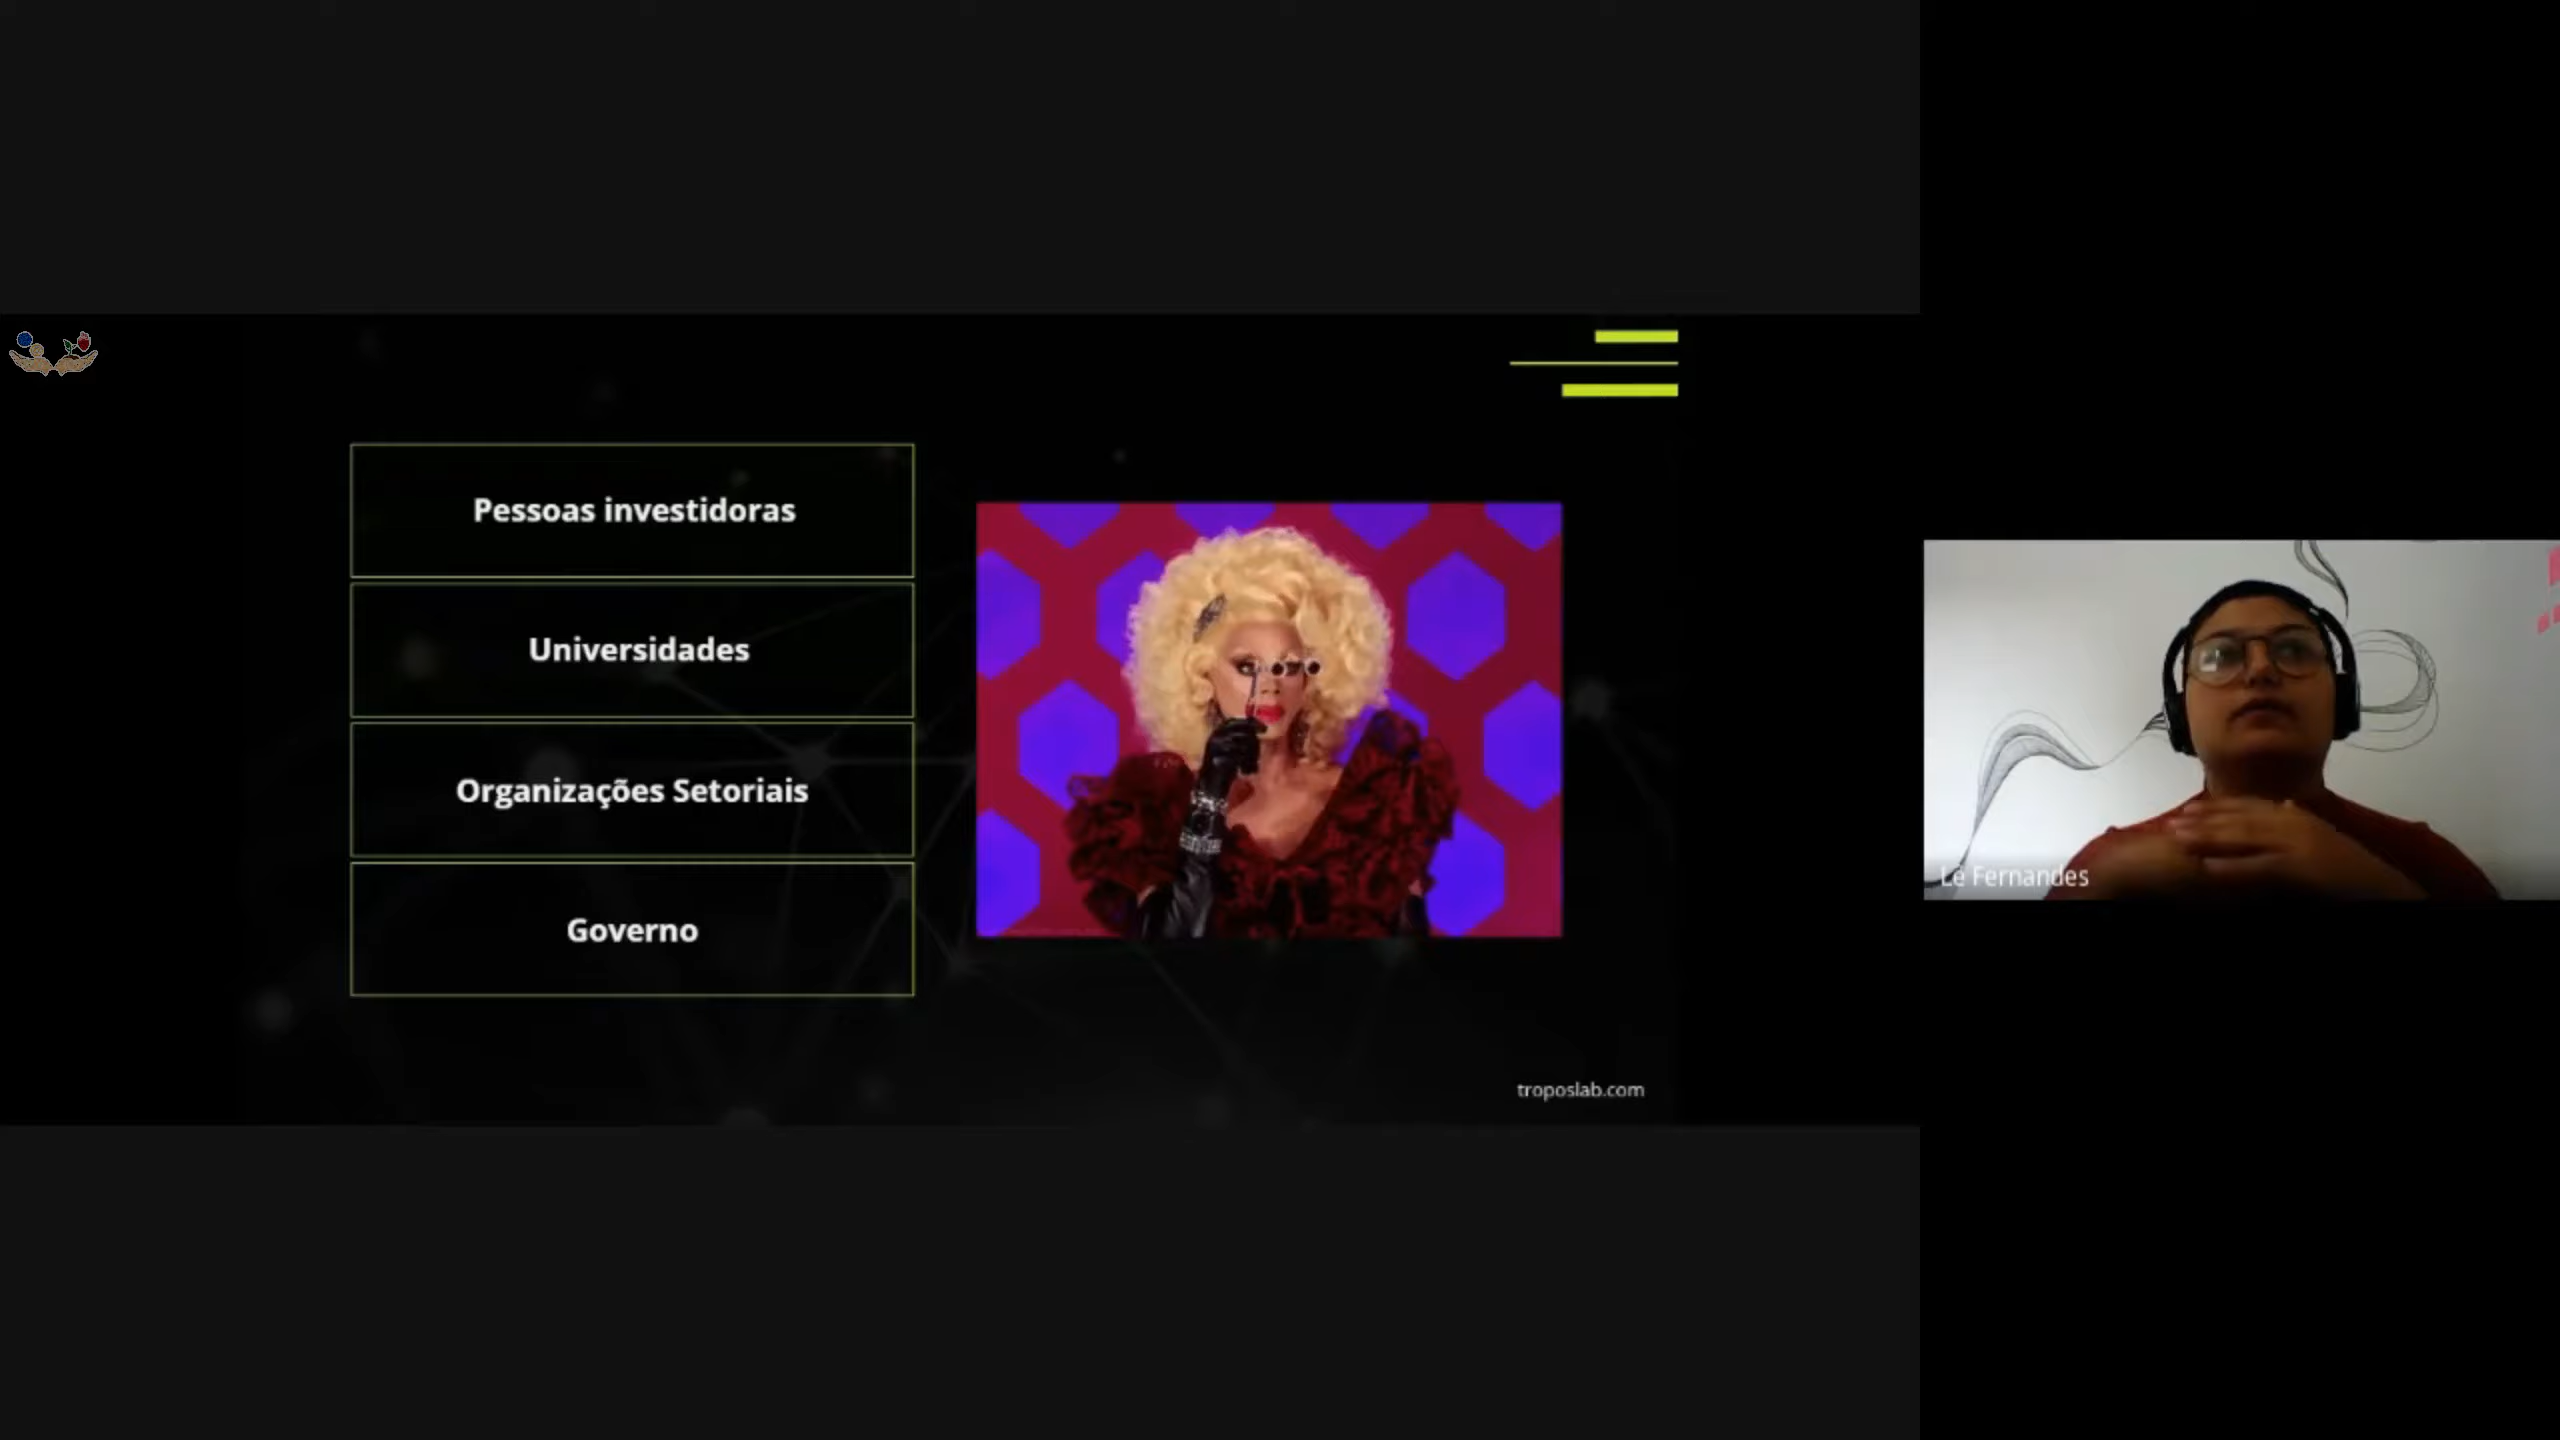 Pessoas investidoras
Universidades
Organizações Setoriais
Governo
troposlab.com
Le Fernandes